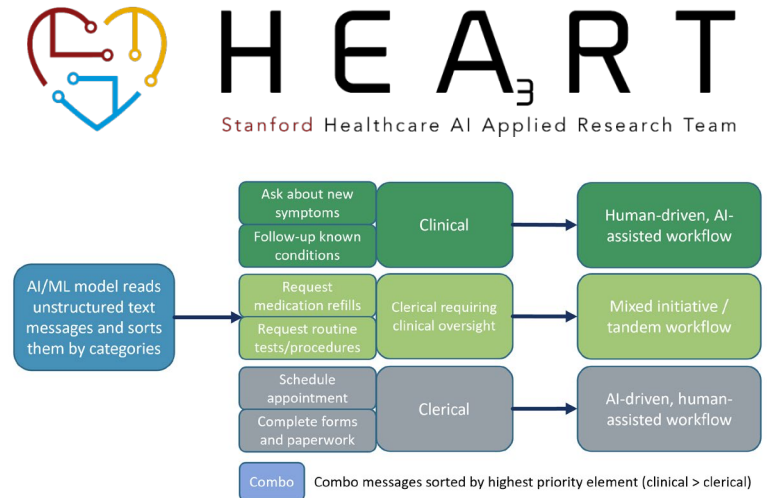 HEA3RT
Stanford Healthcare AI Applied Research Team
AI/ML model reads
unstructured text
messages and sorts
them by categories
Ask about new
symptoms
Follow-up known
conditions
Clinical
Human-driven, AI-
assisted workflow
Request
medication refills
Request routine
tests/procedures
Clerical requiring
clinical oversight
Mixed initiative /
tandem workflow
Schedule
appointment
Complete forms
and paperwork
Clerical
AI-driven, human-
assisted workflow
Combo
Combo messages sorted by highest priority element (clinical > clerical)